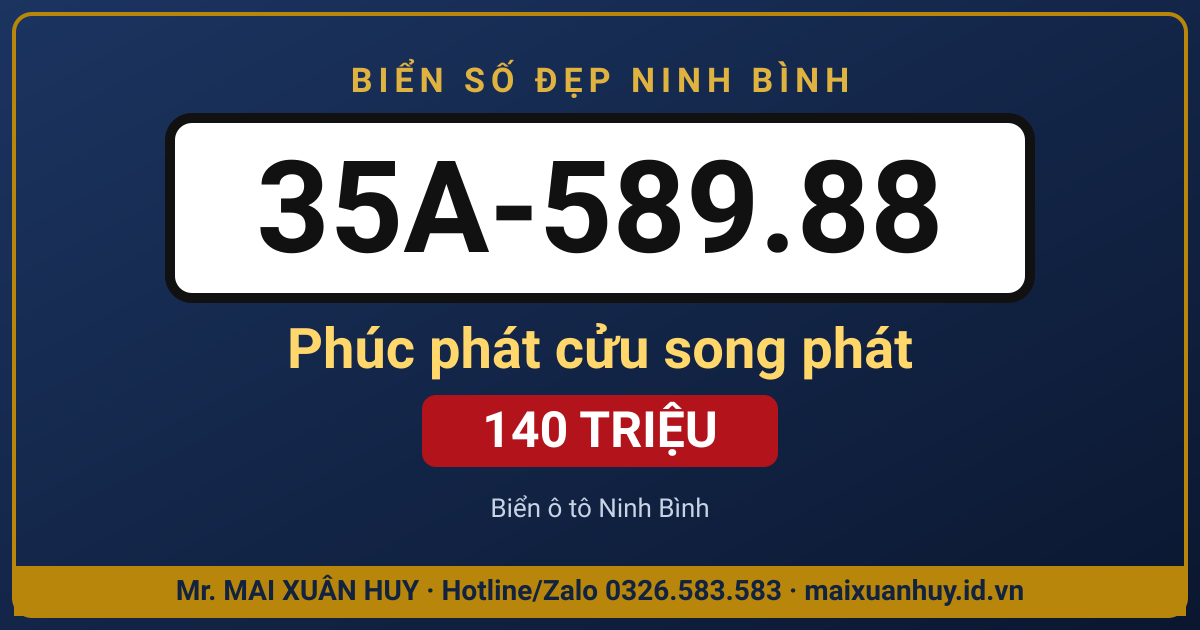 BIỂN SỐ ĐẸP NINH BÌNH
35A-589.88
Phúc phát cửu song phát
140 TRIỆU
Biển ô tô Ninh Bình
Mr. MAI XUÂN HUY · Hotline/Zalo 0326.583.583 · maixuanhuy.id.vn